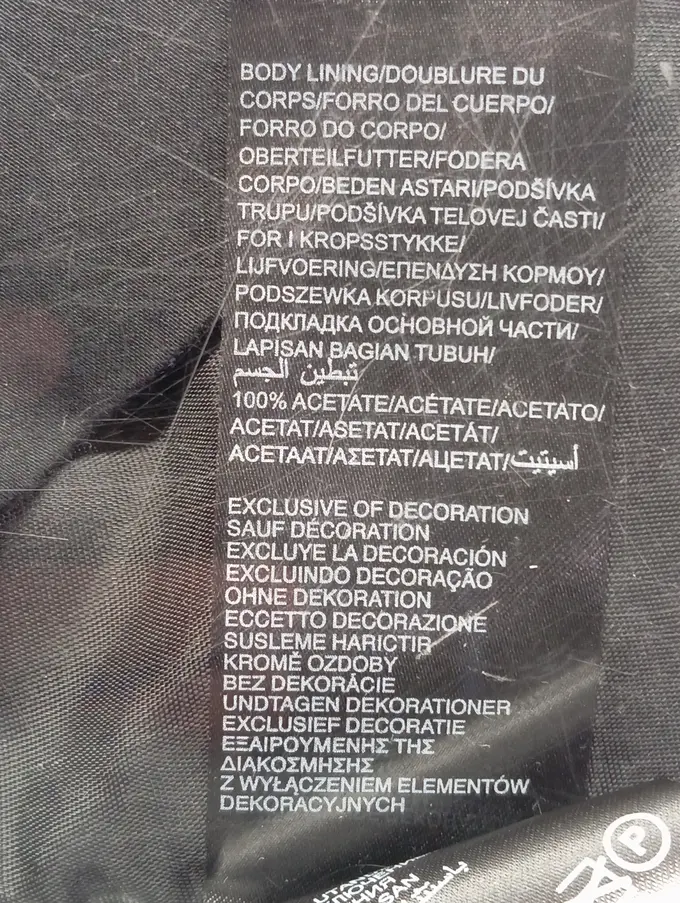 BODY LINING/DOUBLURE DU
CORPS/FORRO DEL CUERPO/
FORRO DO CORPO/
OBERTEILFUTTER/FODERA
CORPO/BEDEN ASTARI/PODŠÍVKA
TRUPU/PODŠÍVKA TELOVEJ ČASTI/
FOR I KROPSSTYKKE/
LIJFVOERING/ΕΠΕΝΔΥΣΗ ΚΟΡΜΟΥ/
PODSZEWKA KORPUSU/LIVFODER/
ПОДКЛАДКА ОСНОВНОЙ ЧАСТИ/
LAPISAN BAGIAN TUBUH/
تبطين الجسم
100% ACETATE/ACÉTATE/ACETATO/
ACETAT/ASETAT/ACETÁT/
ACETAAT/ΑΣΕΤΑΤ/АЦЕТАТ/أسيتيت
EXCLUSIVE OF DECORATION
SAUF DÉCORATION
EXCLUYE LA DECORACIÓN
EXCLUINDO DECORAÇÃO
OHNE DEKORATION
ECCETTO DECORAZIONE
SUSLEME HARICTIR
KROMĚ OZDOBY
BEZ DEKORÁCIE
UNDTAGEN DEKORATIONER
EXCLUSIEF DECORATIE
ΕΞΑΙΡΟΥΜΕΝΗΣ ΤΗΣ
ΔΙΑΚΟΣΜΗΣΗΣ
Z WYŁĄCZENIEM ELEMENTÓW
DEKORACYJNYCH
P